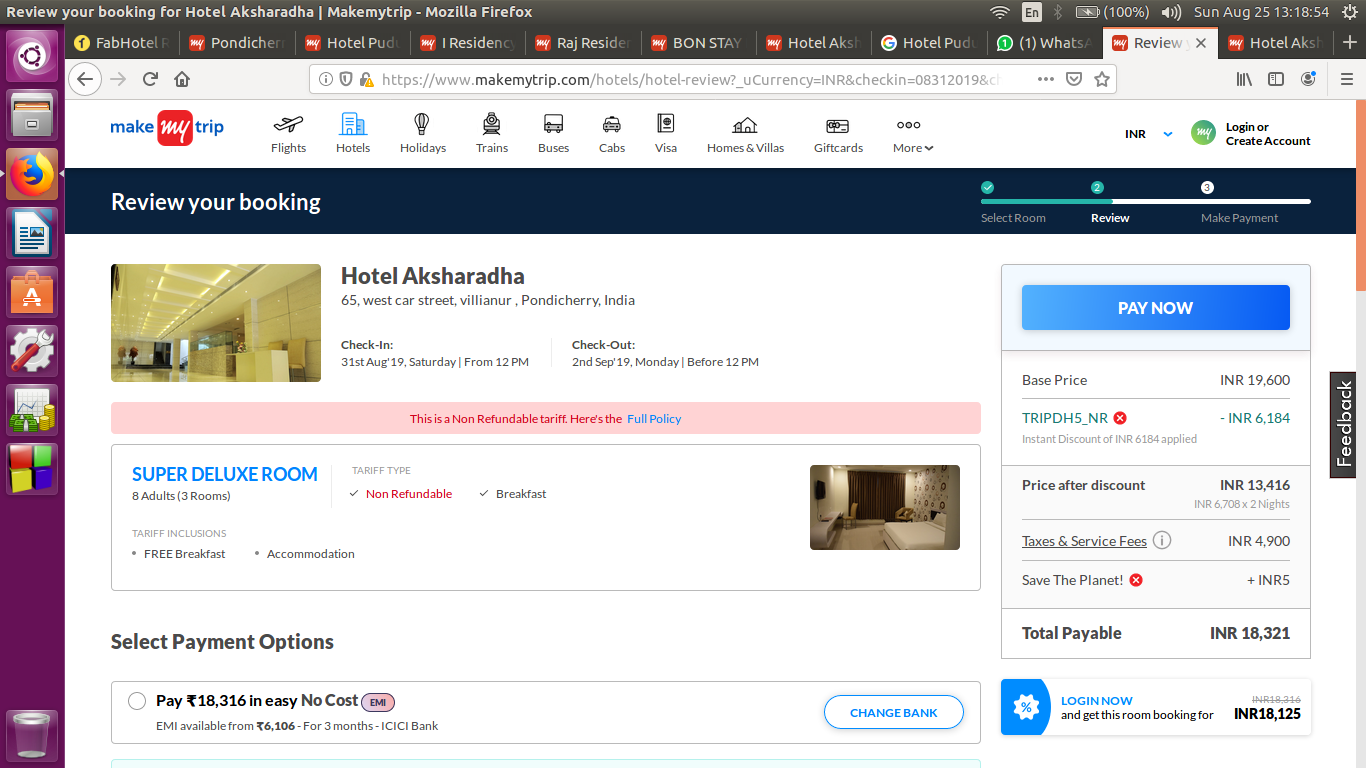 Review your booking for Hotel Aksharadha | Makemytrip - Mozilla Firefox
En
(100%)
Sun Aug 25 13:18:54
FabHotel R
Pondicherr
Hotel Pudu
I Residency
Raj Residen
BON STAY
Hotel Aksh
Hotel Pudu
(1) WhatsA
Review y
Hotel Aksh
https://www.makemytrip.com/hotels/hotel-review?_uCurrency=INR&checkin=08312019&c
make my trip
Flights
Hotels
Holidays
Trains
Buses
Cabs
Visa
Homes & Villas
Giftcards
More
INR
my
Login or
Create Account
Review your booking
2
3
Select Room
Review
Make Payment
Hotel Aksharadha
65, west car street, villianur , Pondicherry, India
Check-In:
31st Aug'19, Saturday | From 12 PM
Check-Out:
2nd Sep'19, Monday | Before 12 PM
This is a Non Refundable tariff. Here's the Full Policy
SUPER DELUXE ROOM
8 Adults (3 Rooms)
TARIFF TYPE
Non Refundable
Breakfast
TARIFF INCLUSIONS
• FREE Breakfast
• Accommodation
Select Payment Options
Pay ₹18,316 in easy No Cost EMI
EMI available from ₹6,106 - For 3 months - ICICI Bank
CHANGE BANK
PAY NOW
Base Price INR 19,600
TRIPDH5_NR - INR 6,184
Instant Discount of INR 6184 applied
Price after discount INR 13,416
INR 6,708 x 2 Nights
Taxes & Service Fees i INR 4,900
Save The Planet! + INR5
Total Payable INR 18,321
%
LOGIN NOW INR18,316
and get this room booking for INR18,125
Feedback